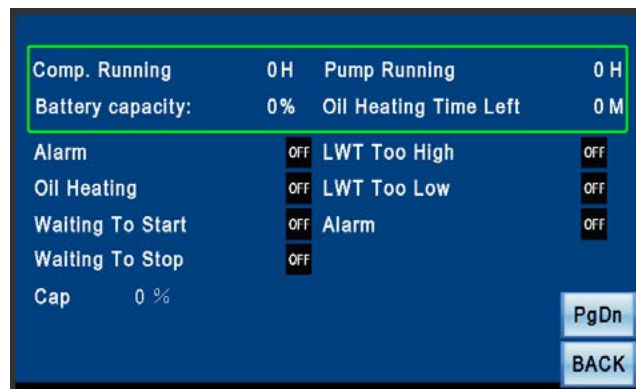 Comp. Running 0 H Pump Running 0 H
Battery capacity: 0% Oil Heating Time Left 0 M
Alarm OFF LWT Too High OFF
Oil Heating OFF LWT Too Low OFF
Waiting To Start OFF Alarm OFF
Waiting To Stop OFF
Cap 0 %
PgDn
BACK